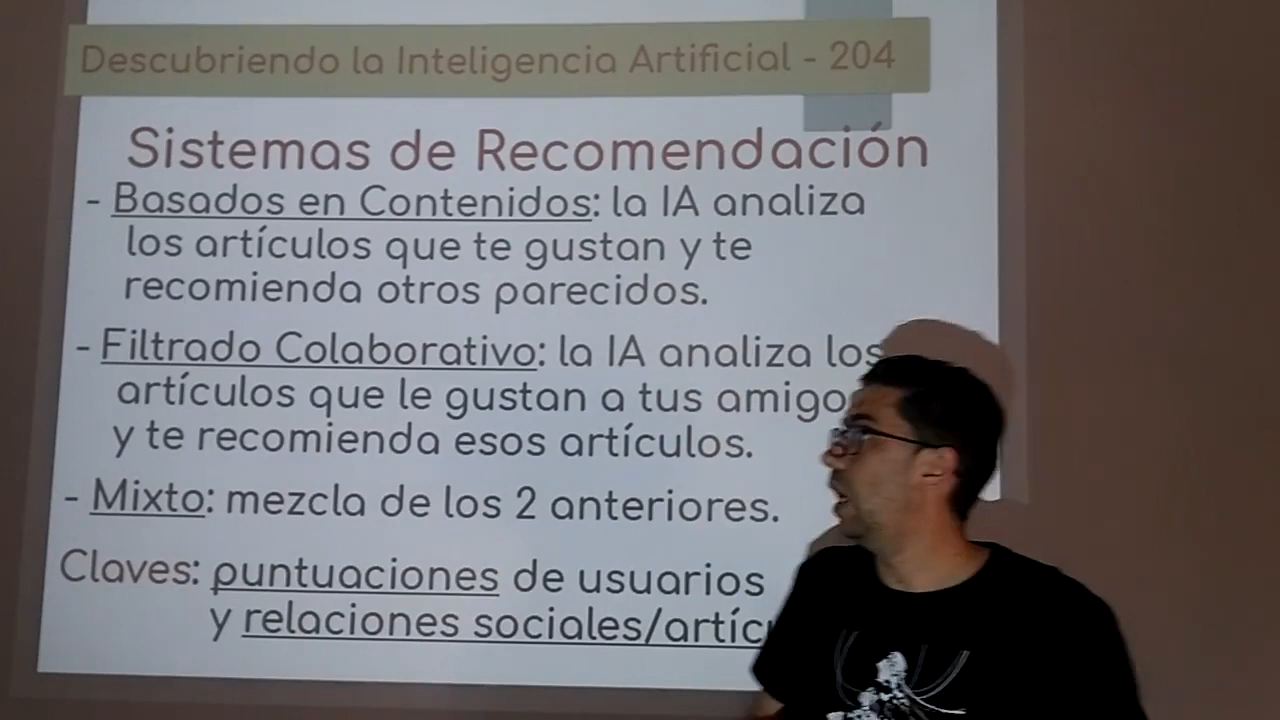 Descubriendo la Inteligencia Artificial - 204
Sistemas de Recomendación
- Basados en Contenidos: la IA analiza
los artículos que te gustan y te
recomienda otros parecidos.
- Filtrado Colaborativo: la IA analiza los
artículos que le gustan a tus amigo
y te recomienda esos artículos.
- Mixto: mezcla de los 2 anteriores.
Claves: puntuaciones de usuarios
y relaciones sociales/artíc